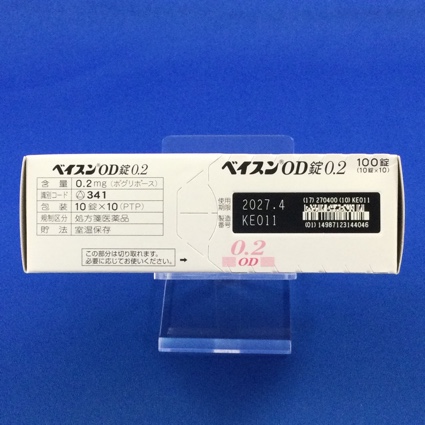 ベイスン®OD錠0.2
含量 0.2mg(ボグリボース)
識別コード 341
包装 10錠×10(PTP)
規制区分 処方箋医薬品
貯法 室温保存
この部分は切り取れます。
必要に応じてお使いください。
ベイスン®OD錠0.2 100錠
(10錠×10)
使用期限 2027.4
製造番号 KE011
(17) 270400 (10) KE011
(01) 14987123144046
0.2
OD